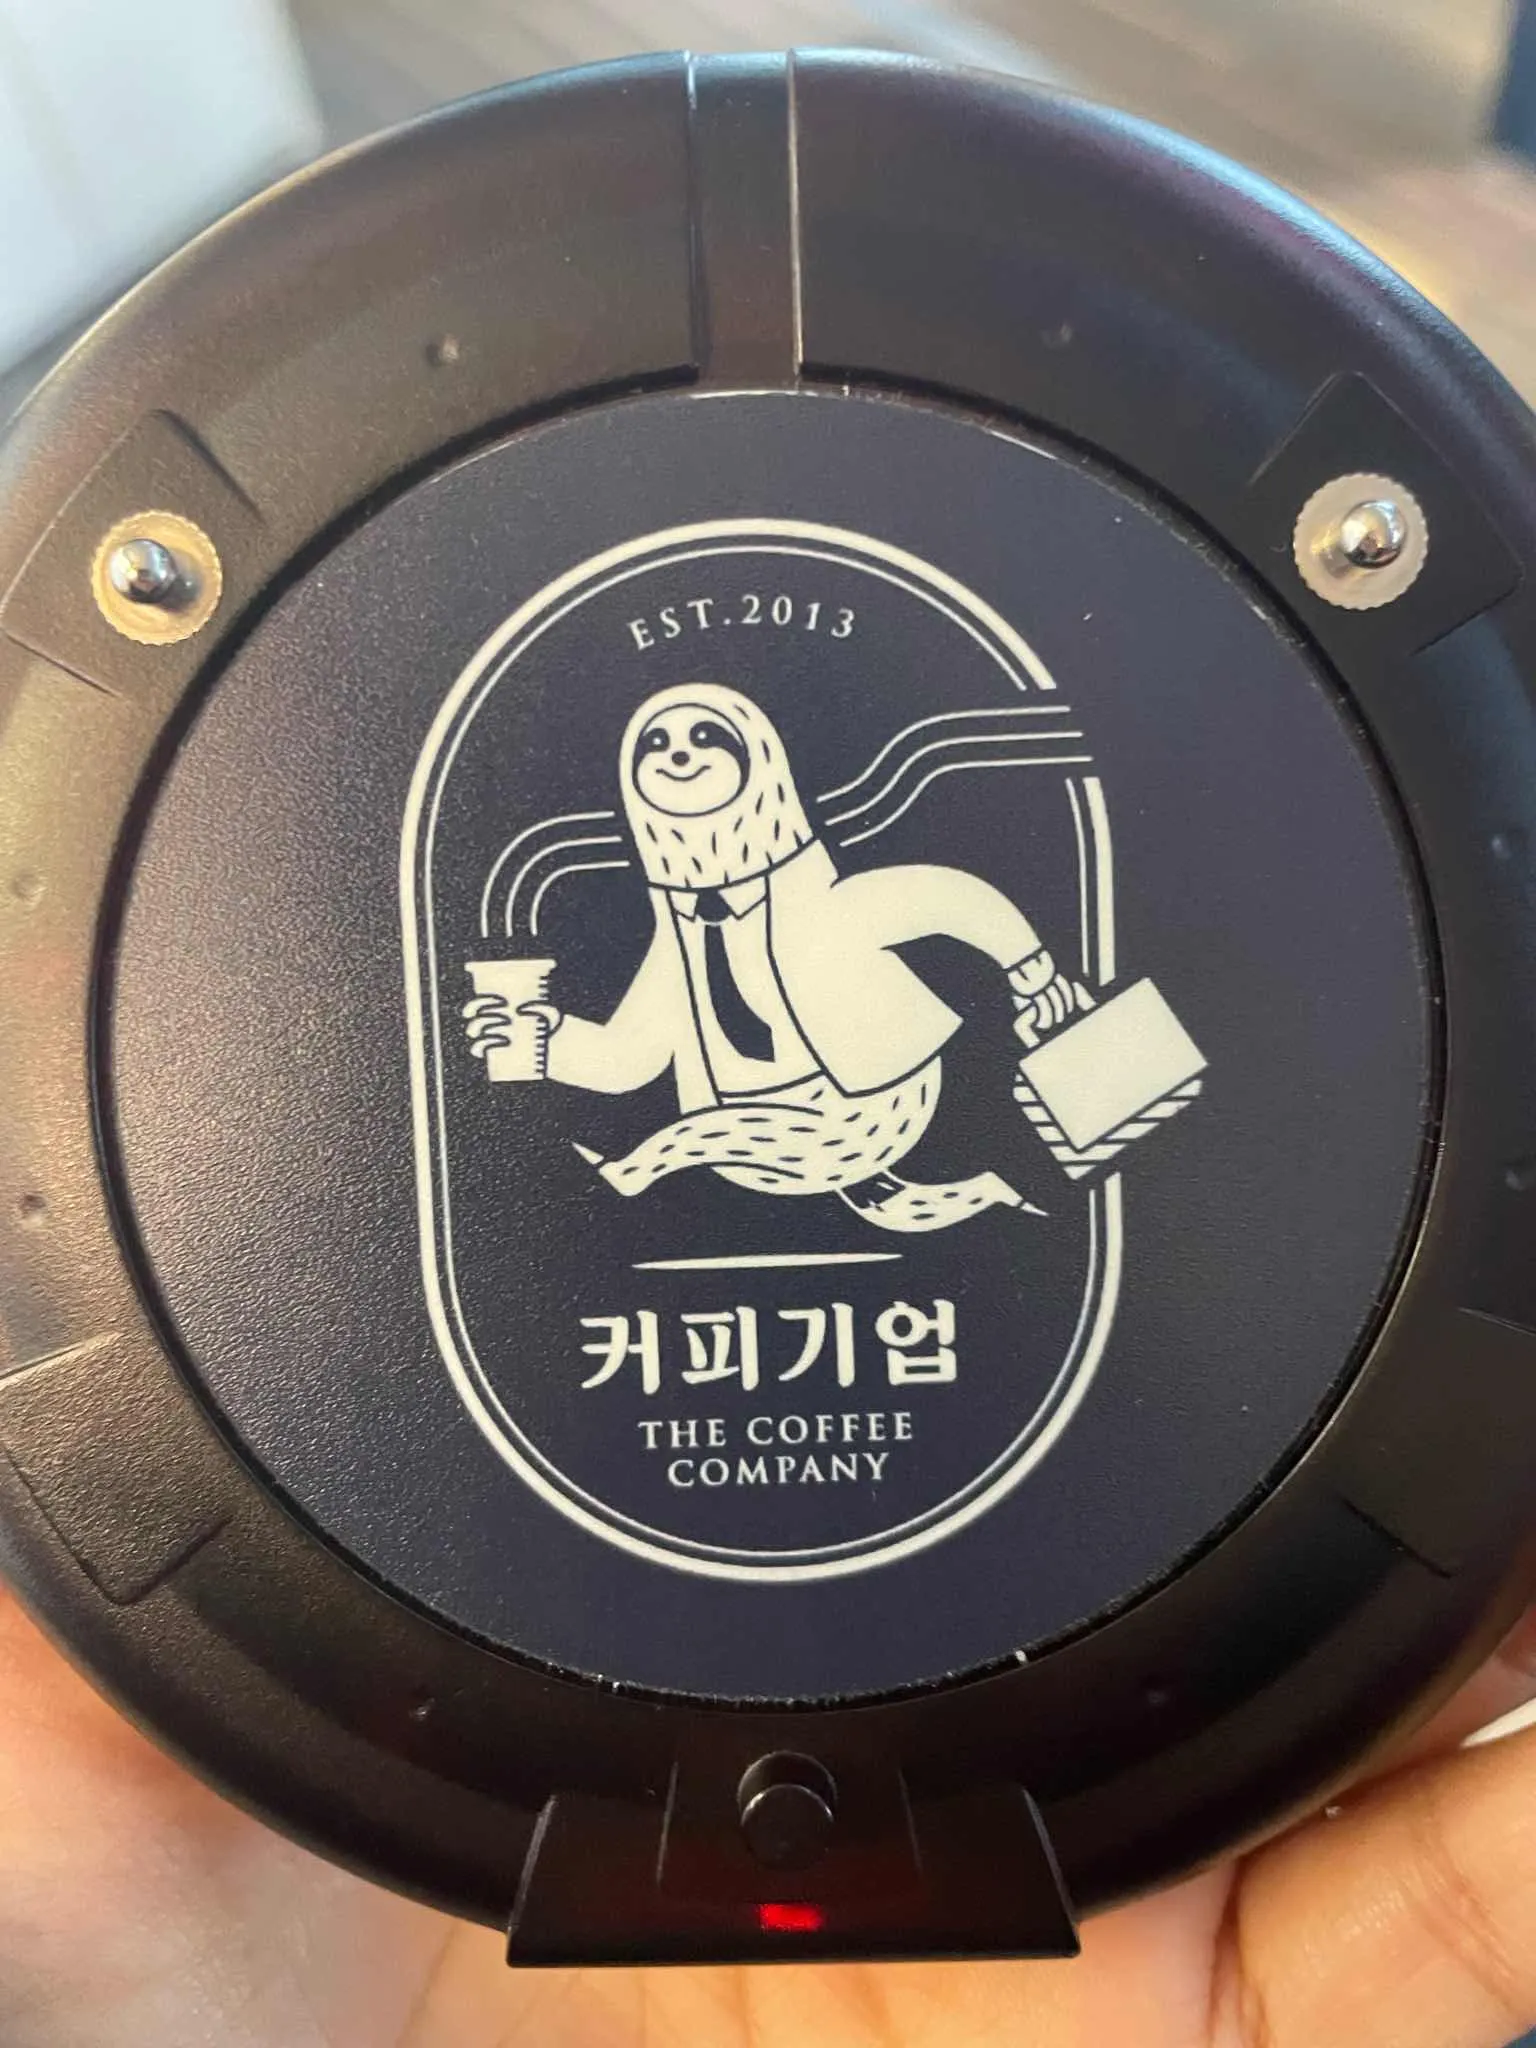 EST.2013
커피기업
THE COFFEE
COMPANY